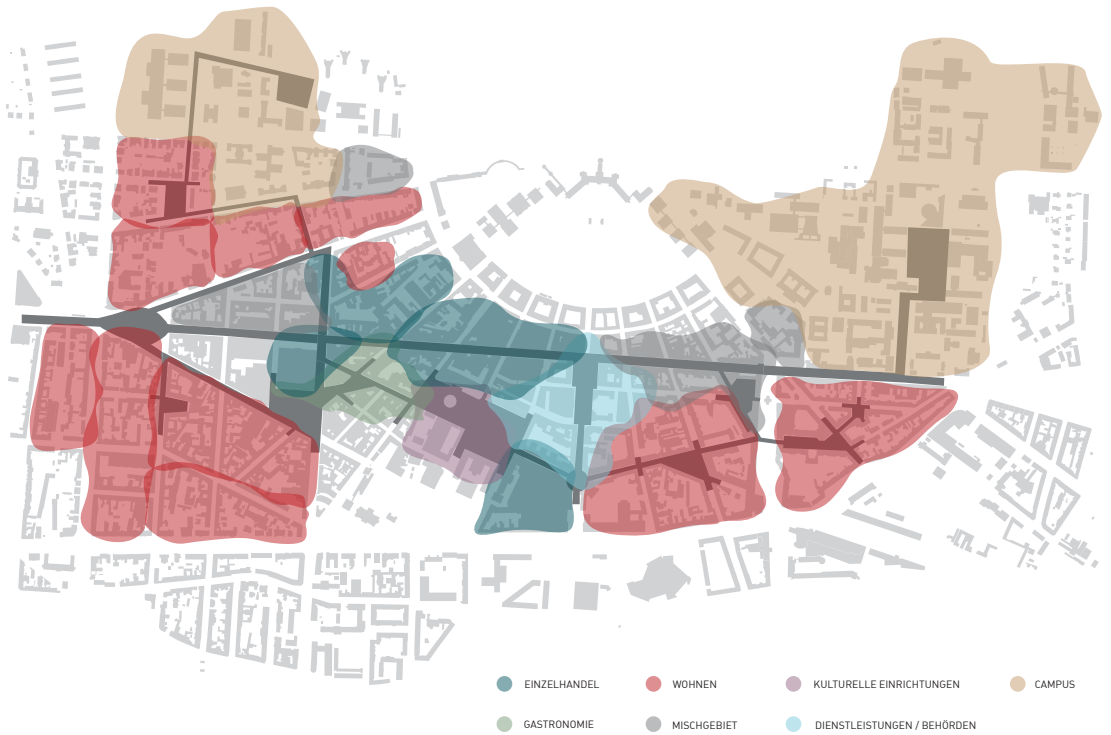 EINZELHANDEL WOHNEN KULTURELLE EINRICHTUNGEN CAMPUS
GASTRONOMIE MISCHGEBIET DIENSTLEISTUNGEN / BEHÖRDEN